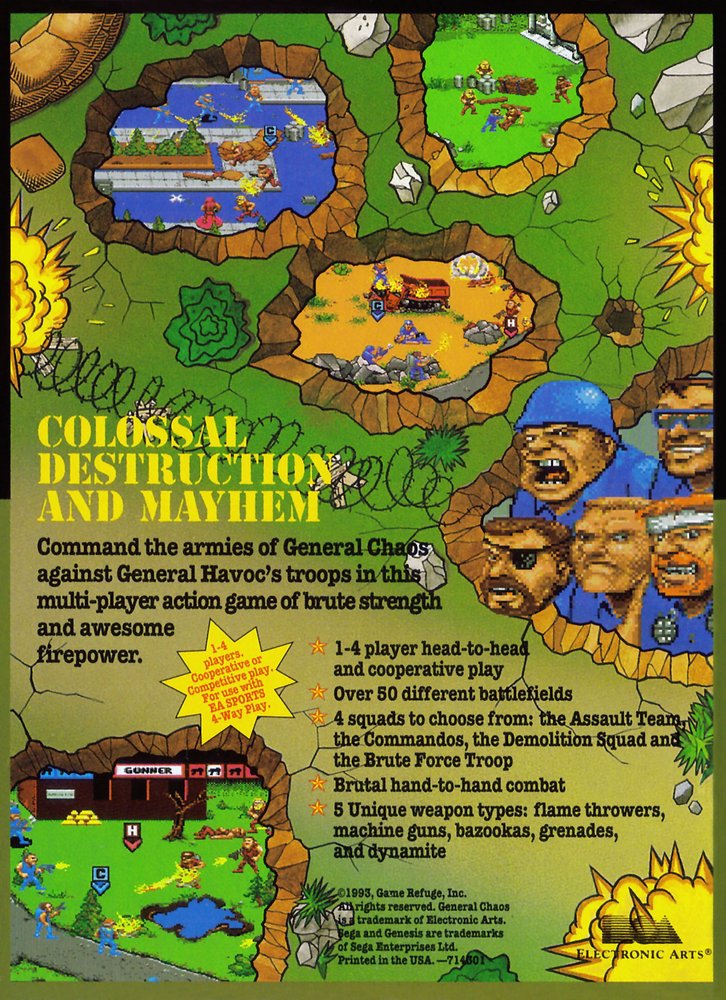 C
C
H
COLOSSAL
DESTRUCTION
AND MAYHEM
Command the armies of General Chaos
against General Havoc's troops in this
multi-player action game of brute strength
and awesome
firepower.
1-4
players.
Cooperative or
Competitive play.
For use with
EA SPORTS
4-Way Play.
1-4 player head-to-head
and cooperative play
Over 50 different battlefields
4 squads to choose from: the Assault Team,
the Commandos, the Demolition Squad and
the Brute Force Troop
Brutal hand-to-hand combat
5 Unique weapon types: flame throwers,
machine guns, bazookas, grenades,
and dynamite
GUNNER
H
C
©1993, Game Refuge, Inc.
All rights reserved. General Chaos
is a trademark of Electronic Arts.
Sega and Genesis are trademarks
of Sega Enterprises Ltd.
Printed in the USA. —714801
EA
ELECTRONIC ARTS®